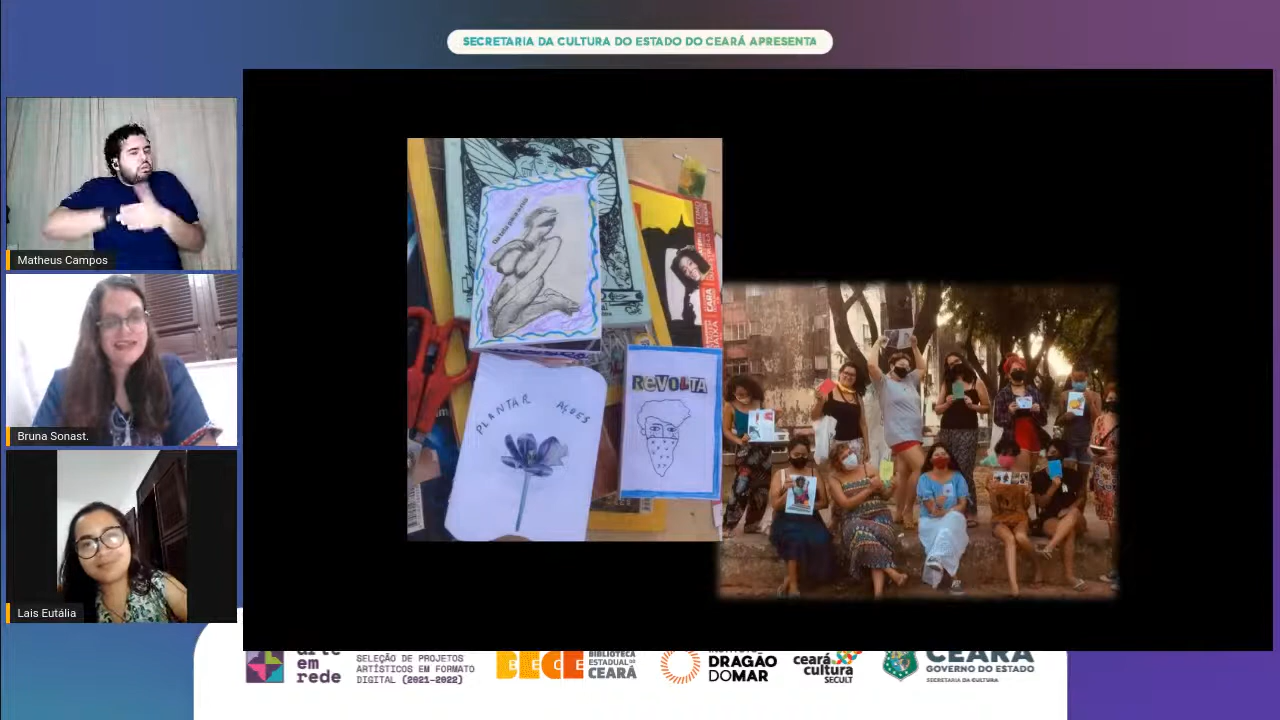 SECRETARIA DA CULTURA DO ESTADO DO CEARÁ APRESENTA
Matheus Campos
Bruna Sonast.
Lais Eutália
REVOLTA
PLANTAR AÇÕES
arte
em
rede
SELEÇÃO DE PROJETOS
ARTÍSTICOS EM FORMATO
DIGITAL (2021-2022)
BECE
BIBLIOTECA
ESTADUAL DO
CEARÁ
DRAGÃO
DO MAR
ceará
cultura
SECULT
CEARÁ
GOVERNO DO ESTADO
SECRETARIA DA CULTURA